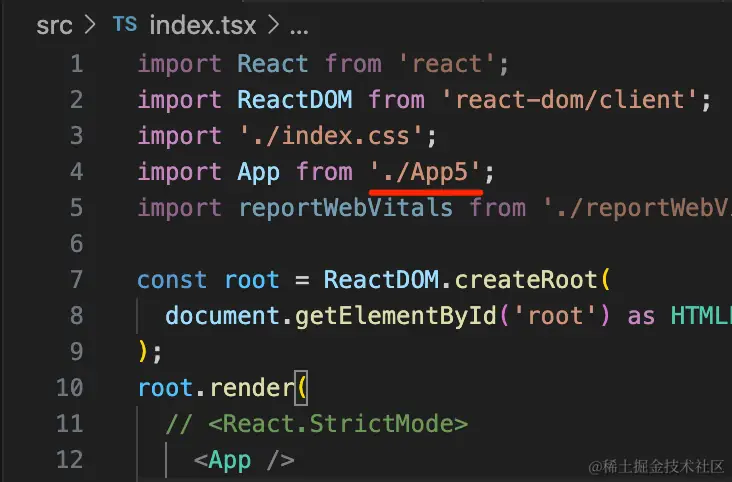 src > TS index.tsx > ...
1 import React from 'react';
2 import ReactDOM from 'react-dom/client';
3 import './index.css';
4 import App from './App5';
5 import reportWebVitals from './reportWebV
6
7 const root = ReactDOM.createRoot(
8 document.getElementById('root') as HTML
9 );
10 root.render(
11 // <React.StrictMode>
12 <App />
@稀土掘金技术社区